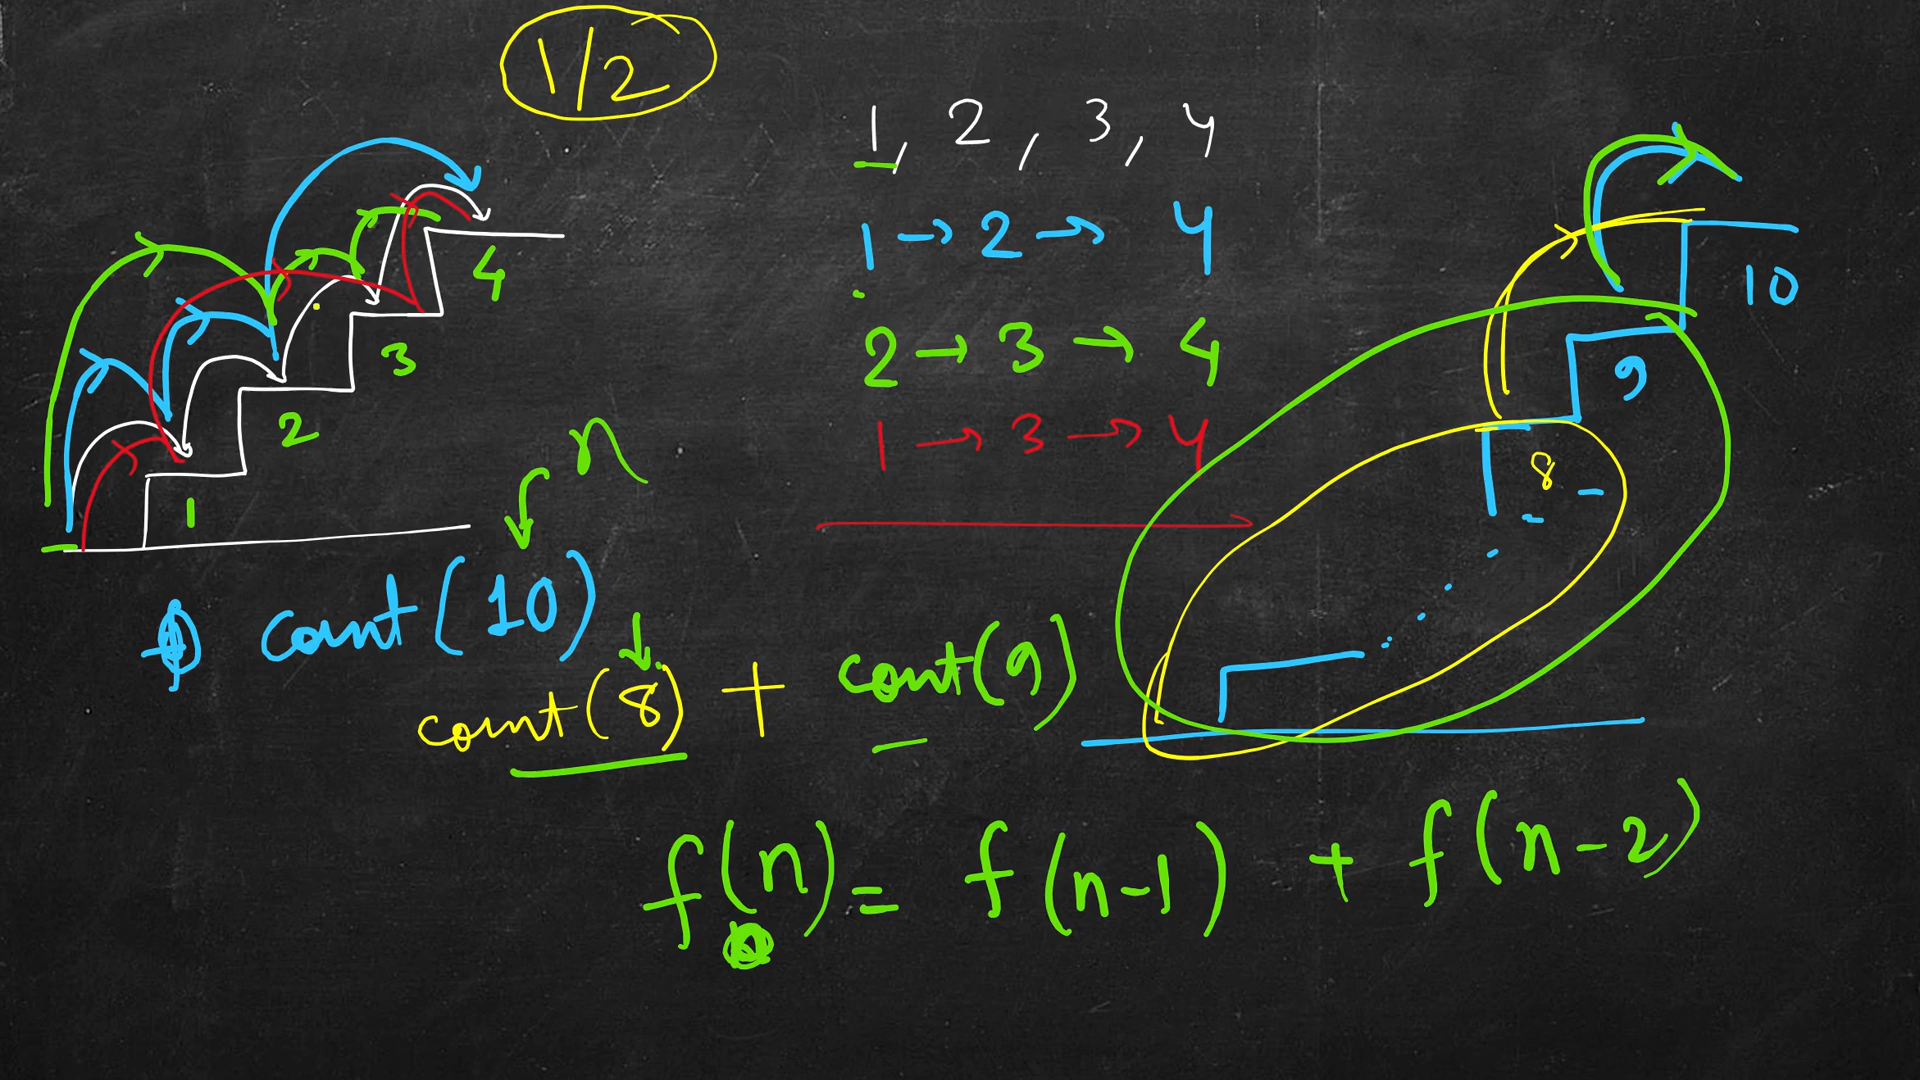 1/2
1, 2, 3, 4
1 → 2 → 4
2 → 3 → 4
1 → 3 → 4
4
3
2
1
10
9
8
n
count(10)
count(8) + count(9)
f(n) = f(n-1) + f(n-2)